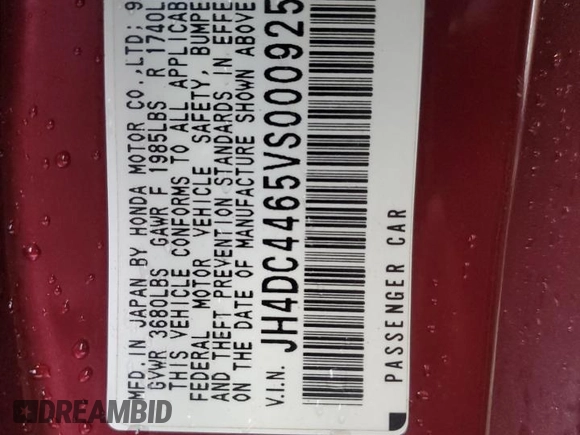 MFD. IN JAPAN BY HONDA MOTOR CO.,LTD; 9
GVWR 3680LBS GAWR F 1985LBS R 1740L
THIS VEHICLE CONFORMS TO ALL APPLICAB
FEDERAL MOTOR VEHICLE SAFETY, BUMPE
AND THEFT PREVENTION STANDARDS IN EFFE
ON THE DATE OF MANUFACTURE SHOWN ABOVE
V.I.N. JH4DC4465VS000925
PASSENGER CAR
DREAMBID